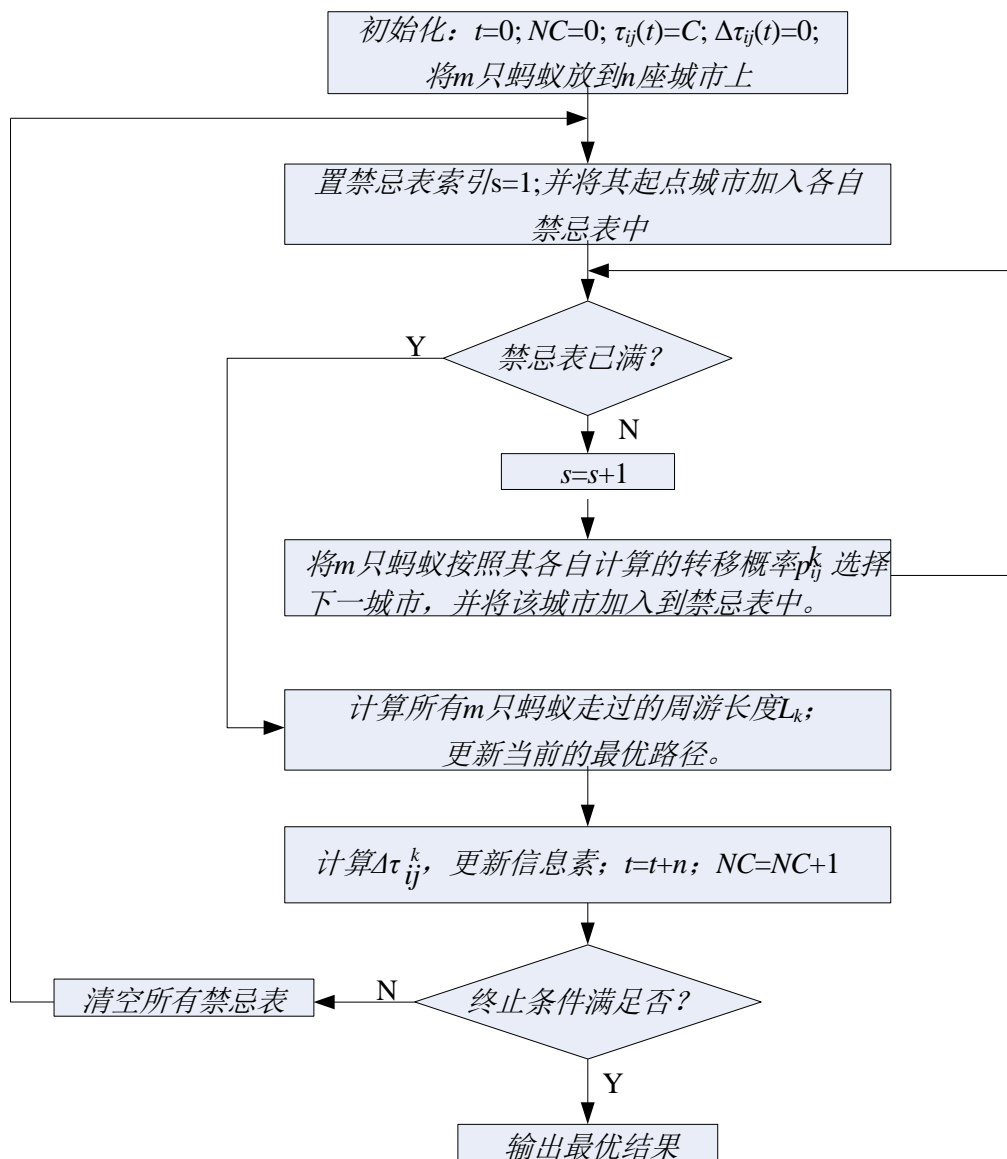 初始化：t=0; NC=0; τij(t)=C; Δτij(t)=0;
将m只蚂蚁放到n座城市上
置禁忌表索引s=1;并将其起点城市加入各自
禁忌表中
禁忌表已满？
Y
N
s=s+1
将m只蚂蚁按照其各自计算的转移概率p^k_ij 选择
下一城市，并将该城市加入到禁忌表中。
计算所有m只蚂蚁走过的周游长度Lk；
更新当前的最优路径。
计算Δτ^k_ij，更新信息素；t=t+n；NC=NC+1
终止条件满足否？
N
清空所有禁忌表
Y
输出最优结果